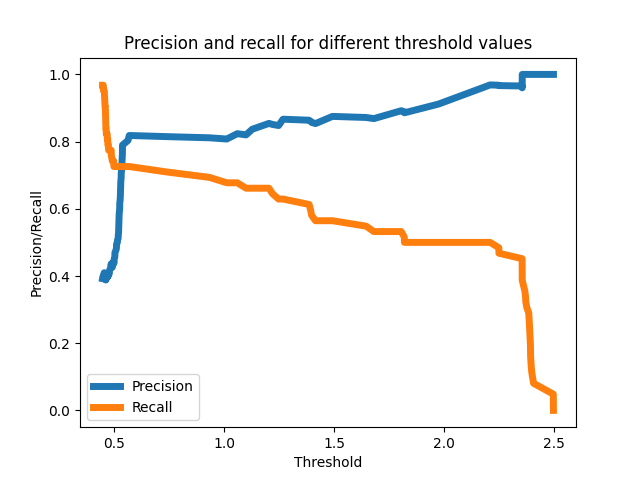 Precision and recall for different threshold values
Precision/Recall
1.0
0.8
0.6
0.4
0.2
0.0
Precision
Recall
0.5 1.0 1.5 2.0 2.5
Threshold